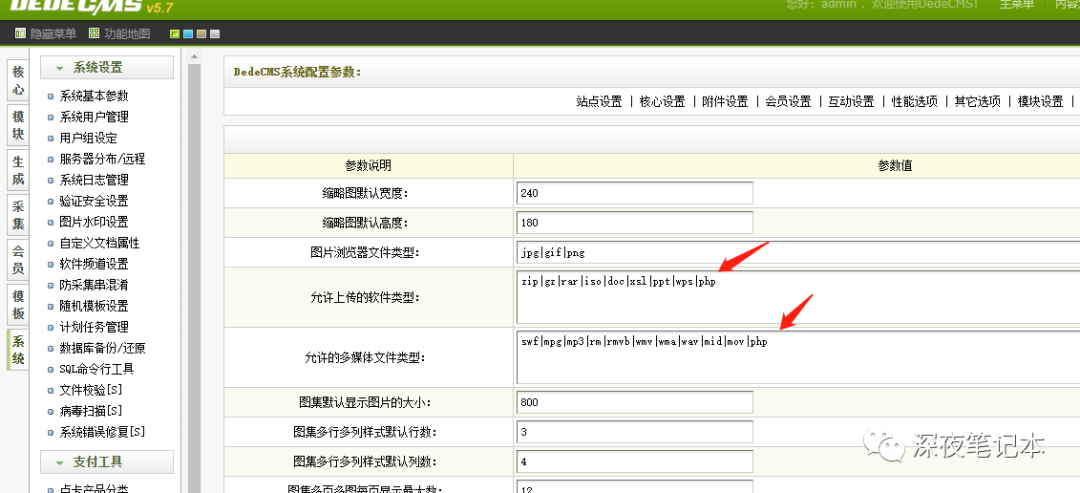 DEDECMS v5.7
您好: admin ，欢迎使用DedeCMS! 主菜单 内容
隐藏菜单 功能地图
核心
模块
生成
采集
会员
模板
系统
系统设置
系统基本参数
系统用户管理
用户组设定
服务器分布/远程
系统日志管理
验证安全设置
图片水印设置
自定义文档属性
软件频道设置
防采集串混淆
随机模板设置
计划任务管理
数据库备份/还原
SQL命令行工具
文件校验[S]
病毒扫描[S]
系统错误修复[S]
支付工具
点卡产品分类
DedeCMS系统配置参数:
站点设置 | 核心设置 | 附件设置 | 会员设置 | 互动设置 | 性能选项 | 其它选项 | 模块设置 |
参数说明 参数值
缩略图默认宽度: 240
缩略图默认高度: 180
图片浏览器文件类型: jpg|gif|png
允许上传的软件类型: zip|gz|rar|iso|doc|xsl|ppt|wps|php
允许的多媒体文件类型: swf|mpg|mp3|rm|rmvb|wmv|wma|wav|mid|mov|php
图集默认显示图片的大小: 800
图集多行多列样式默认行数: 3
图集多行多列样式默认列数: 4
图集多页多图每页显示最大数: 12
深夜笔记本